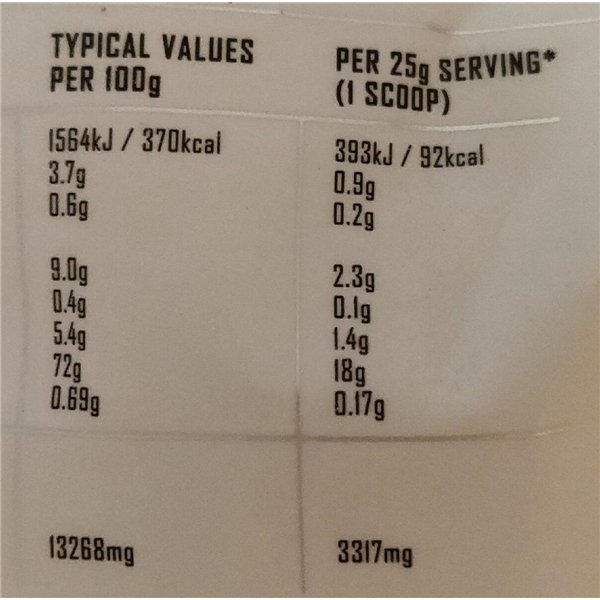 TYPICAL VALUES PER 25g SERVING*
PER 100g (1 SCOOP)
1564kJ / 370kcal 393kJ / 92kcal
3.7g 0.9g
0.6g 0.2g
9.0g 2.3g
0.4g 0.1g
5.4g 1.4g
72g 18g
0.69g 0.17g
13268mg 3317mg